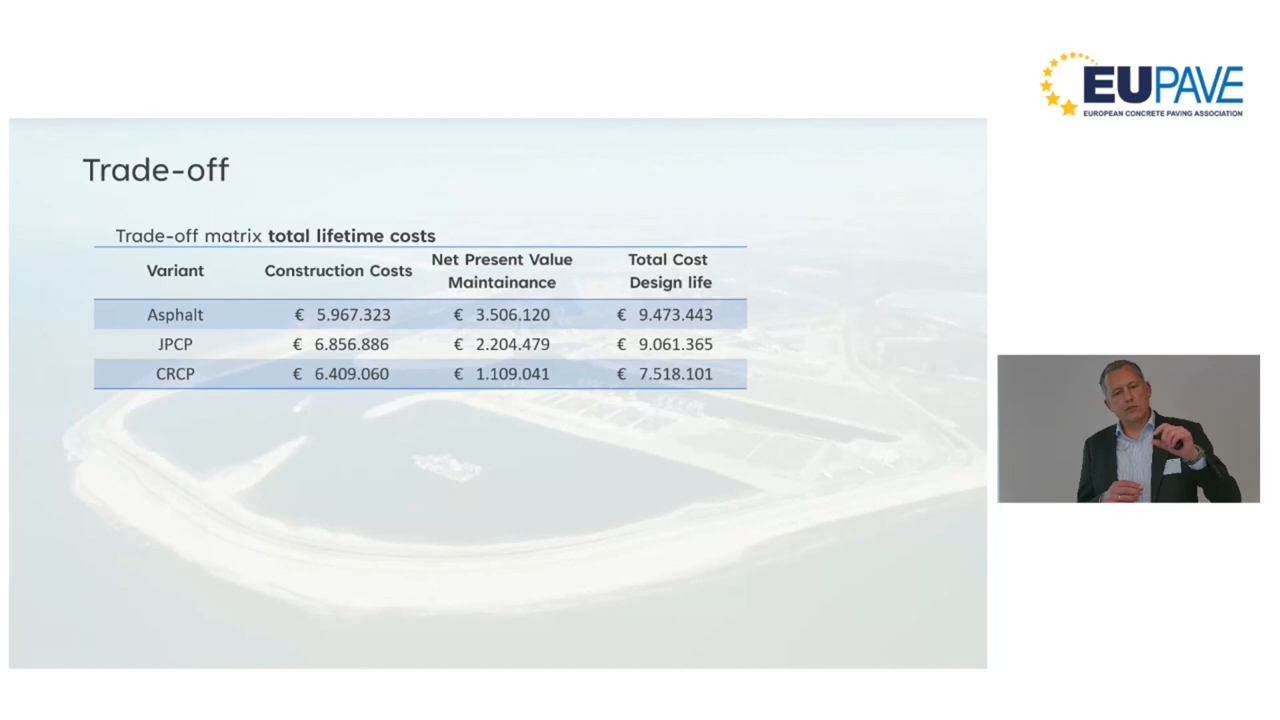 EUPAVE
EUROPEAN CONCRETE PAVING ASSOCIATION
Trade-off
Trade-off matrix total lifetime costs
Variant Construction Costs Net Present Value Maintainance Total Cost Design life
Asphalt € 5.967.323 € 3.506.120 € 9.473.443
JPCP € 6.856.886 € 2.204.479 € 9.061.365
CRCP € 6.409.060 € 1.109.041 € 7.518.101